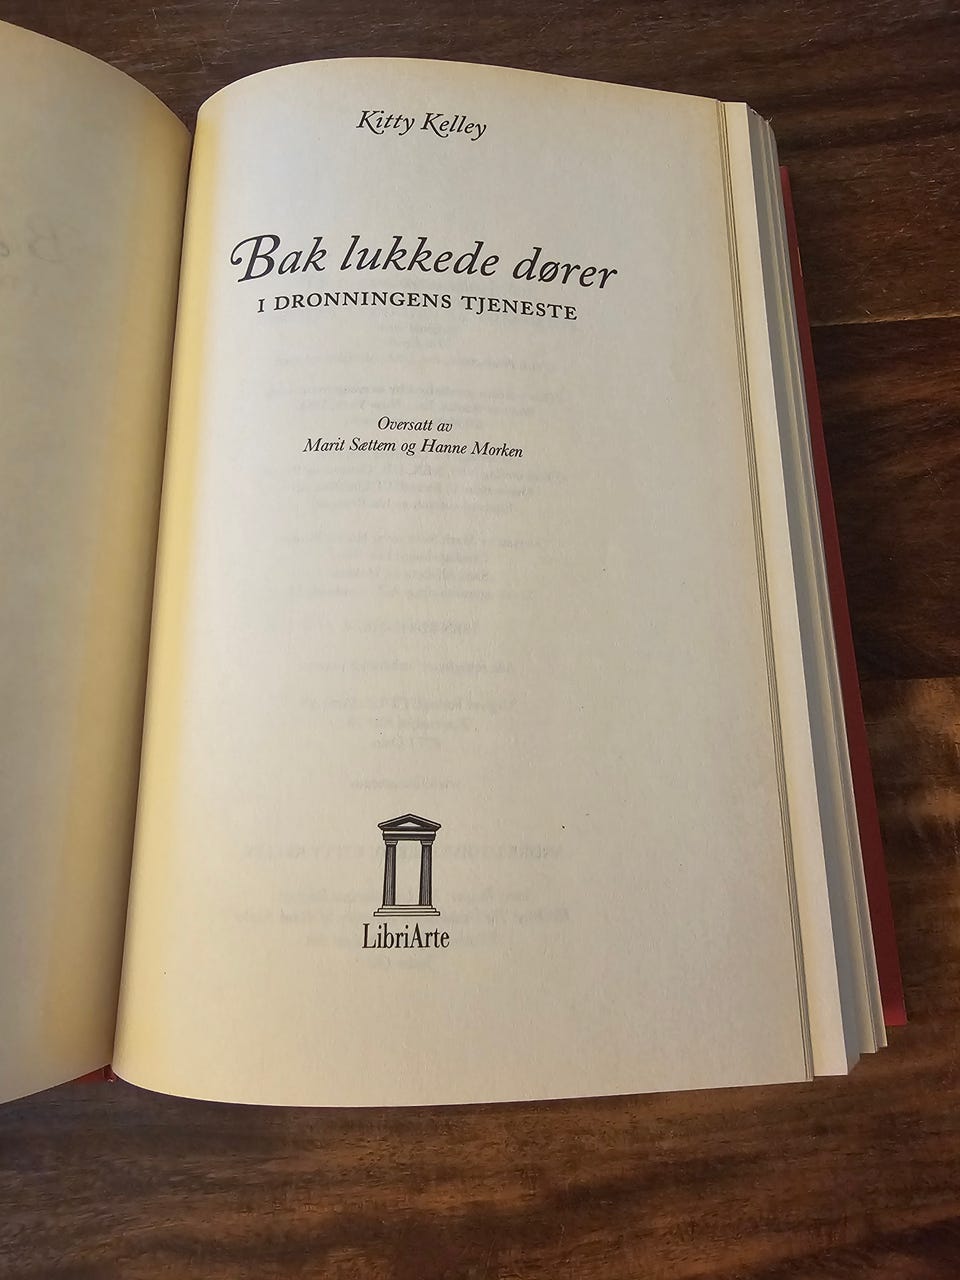 Kitty Kelley
Bak lukkede dører
I DRONNINGENS TJENESTE
Oversatt av
Marit Sættem og Hanne Morken
LibriArte